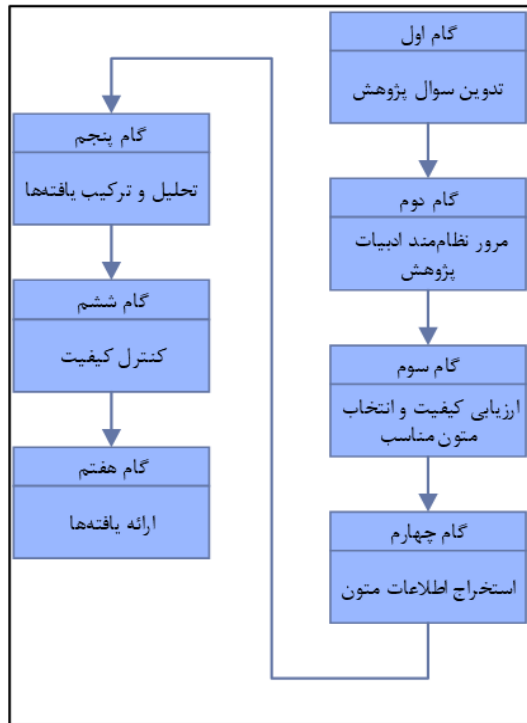 گام اول
تدوین سوال پژوهش
گام دوم
مرور نظام‌مند ادبیات
پژوهش
گام سوم
ارزیابی کیفیت و انتخاب
متون مناسب
گام چهارم
استخراج اطلاعات متون
گام پنجم
تحلیل و ترکیب یافته‌ها
گام ششم
کنترل کیفیت
گام هفتم
ارائه یافته‌ها